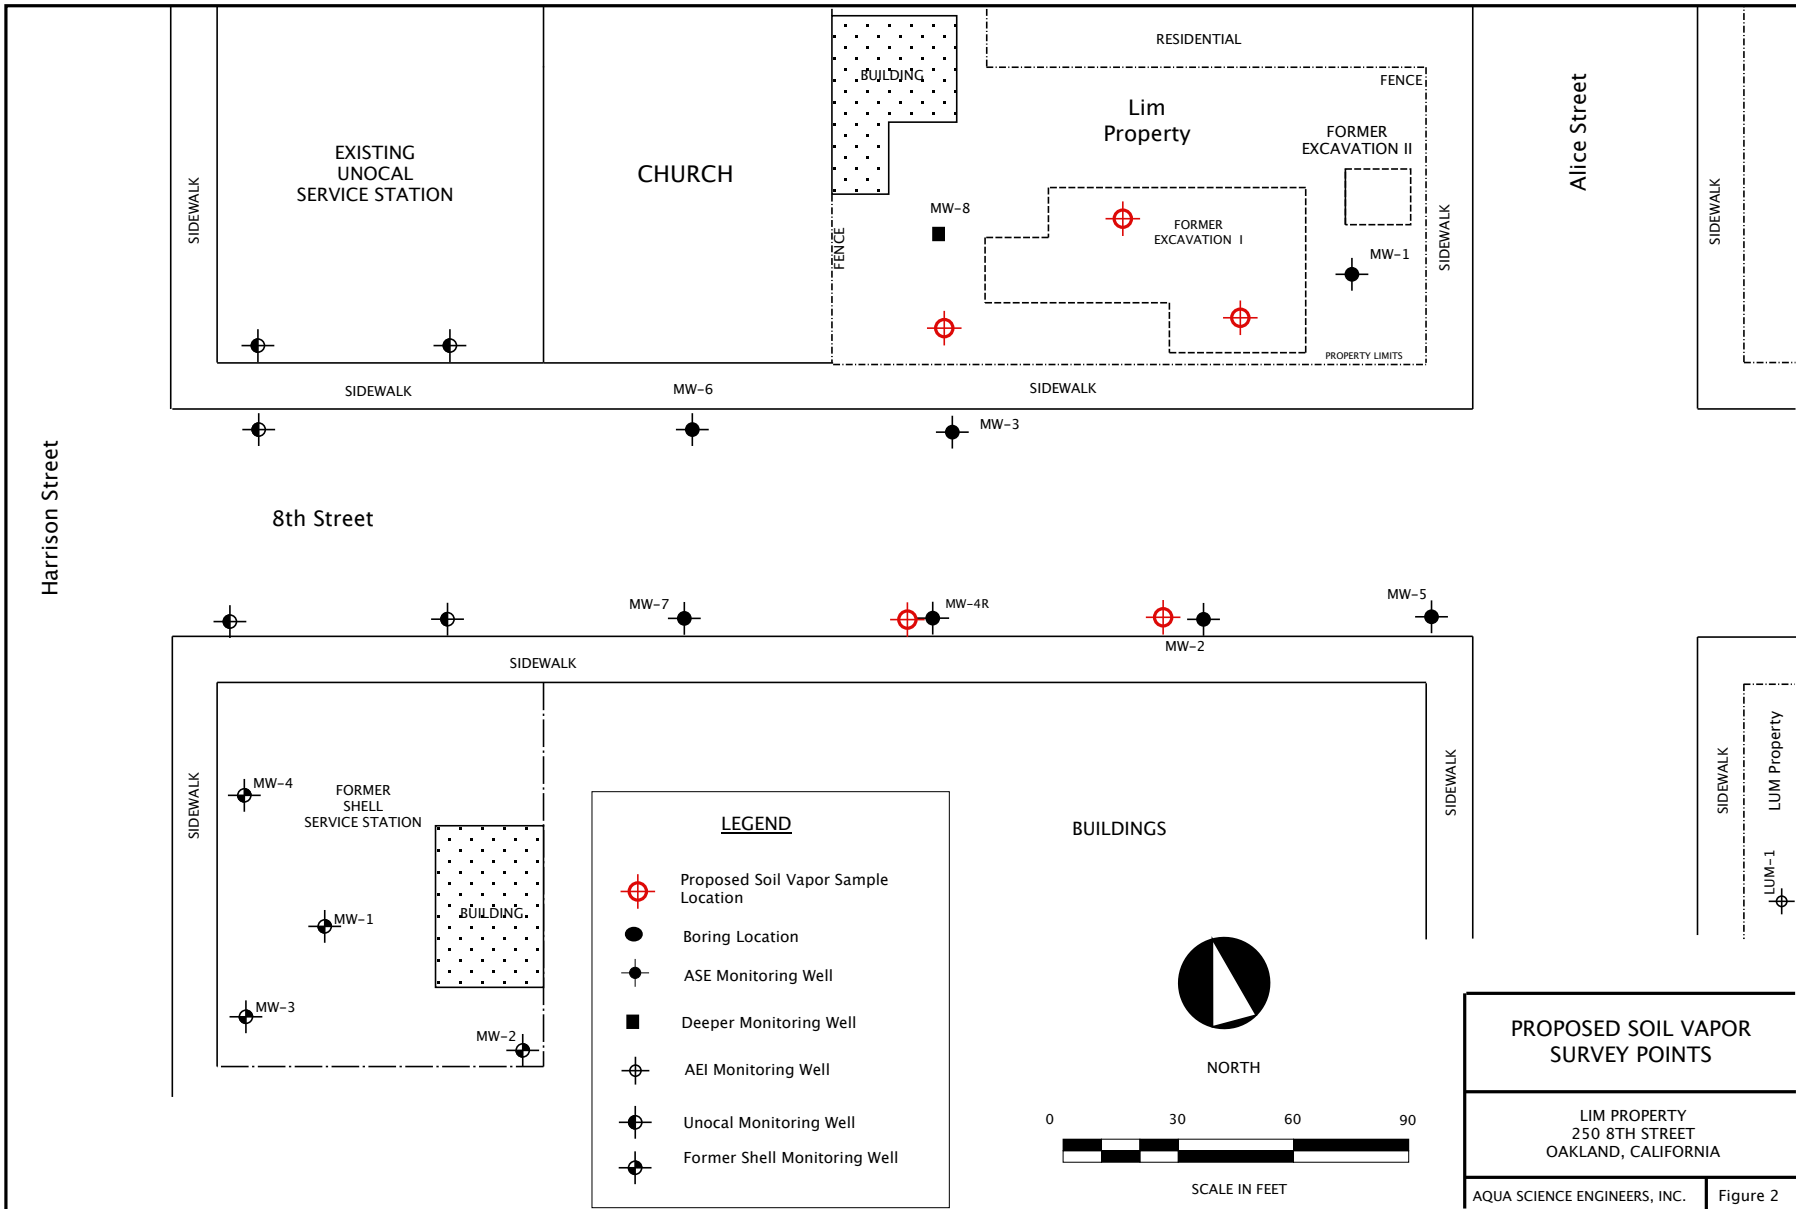 RESIDENTIAL
FENCE
BUILDING
Lim
Property
FORMER
EXCAVATION II
Alice Street
EXISTING
UNOCAL
SERVICE STATION
CHURCH
SIDEWALK
MW-8
FENCE
FORMER
EXCAVATION I
MW-1
SIDEWALK
SIDEWALK
PROPERTY LIMITS
SIDEWALK
MW-6
SIDEWALK
MW-3
Harrison Street
8th Street
MW-7
MW-4R
MW-2
MW-5
SIDEWALK
SIDEWALK
MW-4
FORMER
SHELL
SERVICE STATION
BUILDING
MW-1
MW-3
MW-2
LEGEND
Proposed Soil Vapor Sample
Location
Boring Location
ASE Monitoring Well
Deeper Monitoring Well
AEI Monitoring Well
Unocal Monitoring Well
Former Shell Monitoring Well
BUILDINGS
SIDEWALK
SIDEWALK
LUM Property
LUM-1
NORTH
0 30 60 90
SCALE IN FEET
PROPOSED SOIL VAPOR
SURVEY POINTS
LIM PROPERTY
250 8TH STREET
OAKLAND, CALIFORNIA
AQUA SCIENCE ENGINEERS, INC.
Figure 2